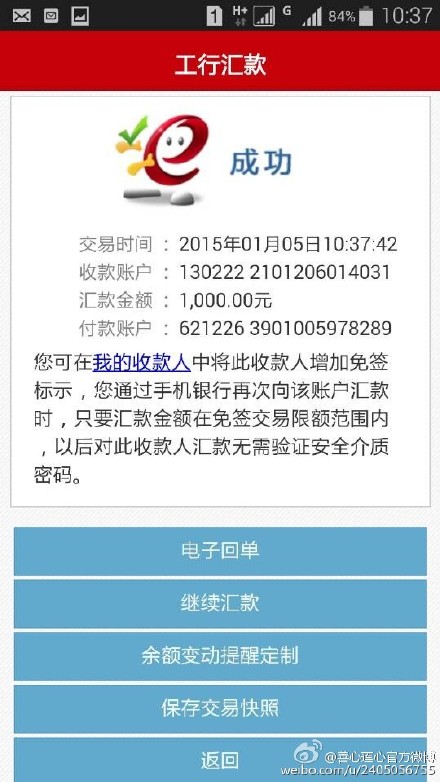 1 H+ G 84% 10:37
工行汇款
e 成功
交易时间：2015年01月05日10:37:42
收款账户：130222 2101206014031
汇款金额：1,000.00元
付款账户：621226 3901005978289
您可在我的收款人中将此收款人增加免签
标示，您通过手机银行再次向该账户汇款
时，只要汇款金额在免签交易限额范围内
，以后对此收款人汇款无需验证安全介质
密码。
电子回单
继续汇款
余额变动提醒定制
保存交易快照
返回
@善心莲心官方微博
weibo.com/u/2405056755